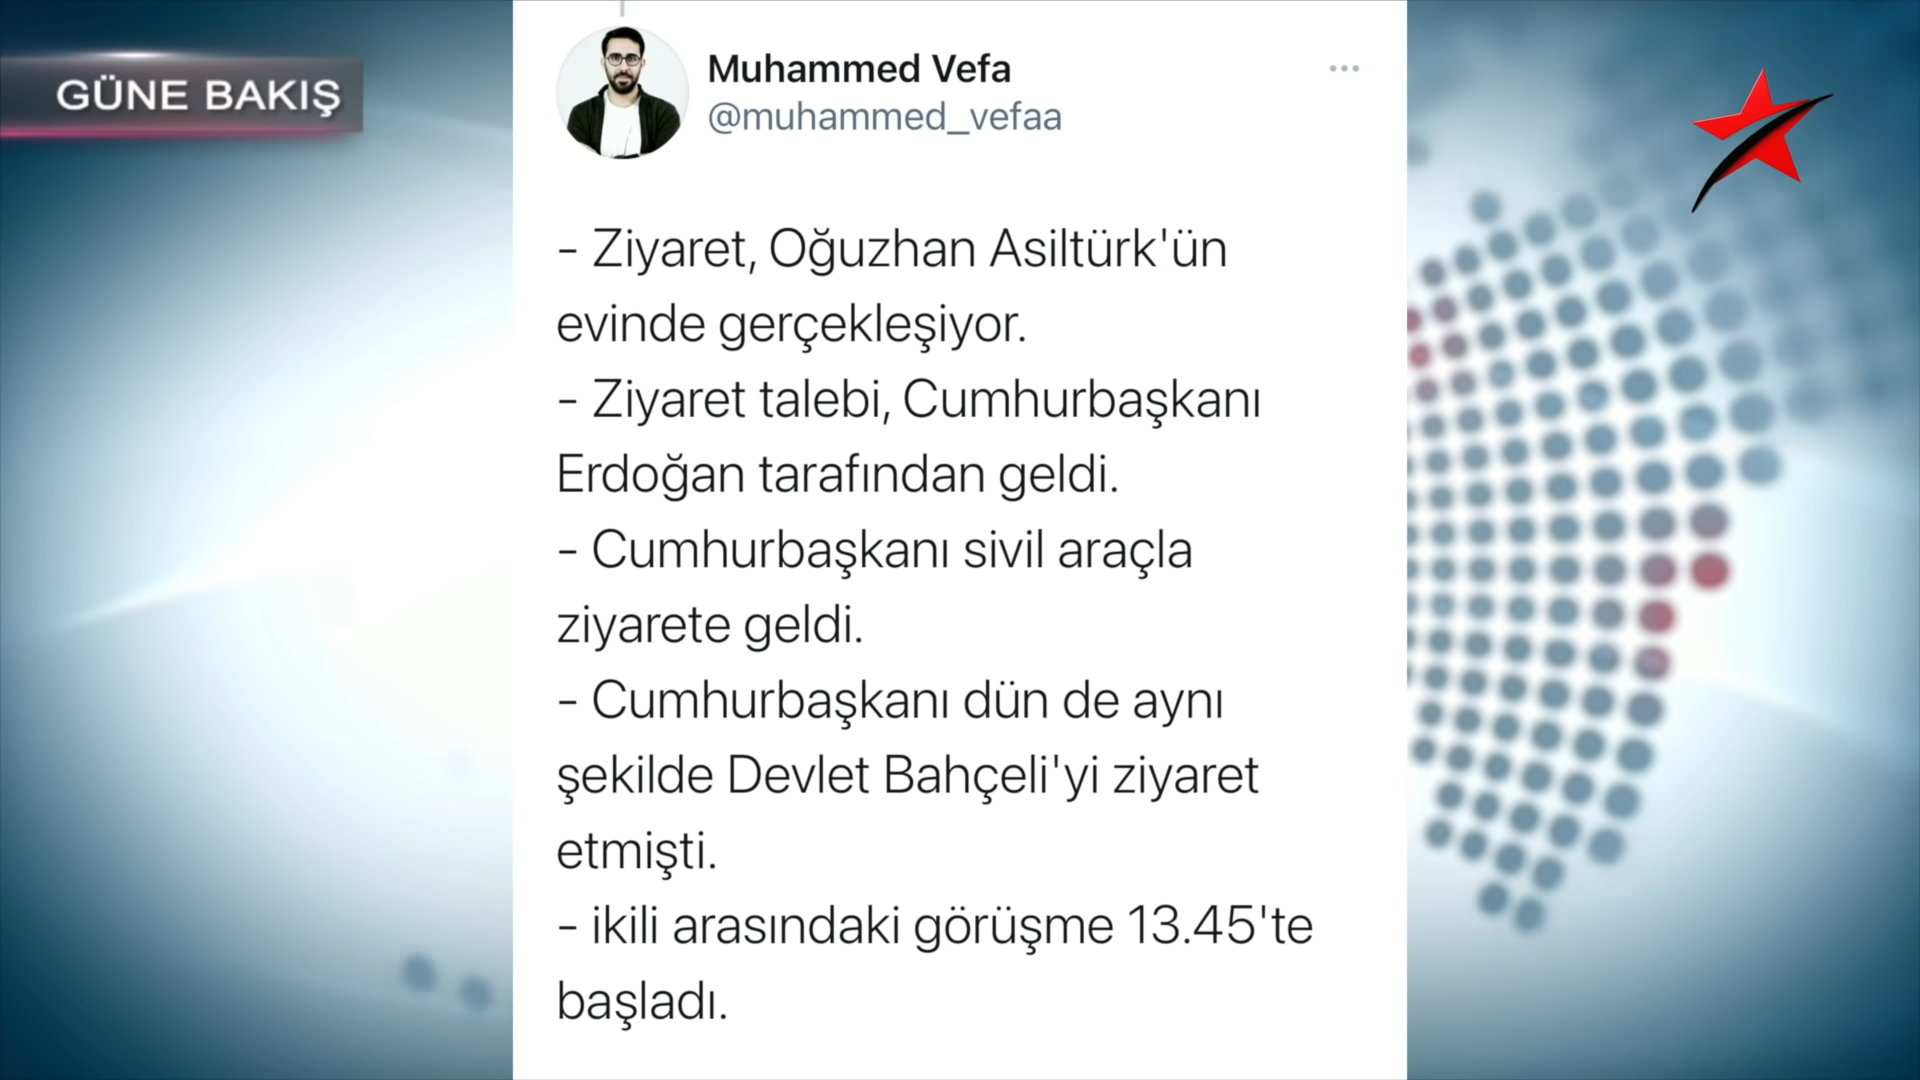 GÜNE BAKIŞ
Muhammed Vefa
@muhammed_vefaa
- Ziyaret, Oğuzhan Asiltürk'ün
evinde gerçekleşiyor.
- Ziyaret talebi, Cumhurbaşkanı
Erdoğan tarafından geldi.
- Cumhurbaşkanı sivil araçla
ziyarete geldi.
- Cumhurbaşkanı dün de aynı
şekilde Devlet Bahçeli'yi ziyaret
etmişti.
- ikili arasındaki görüşme 13.45'te
başladı.